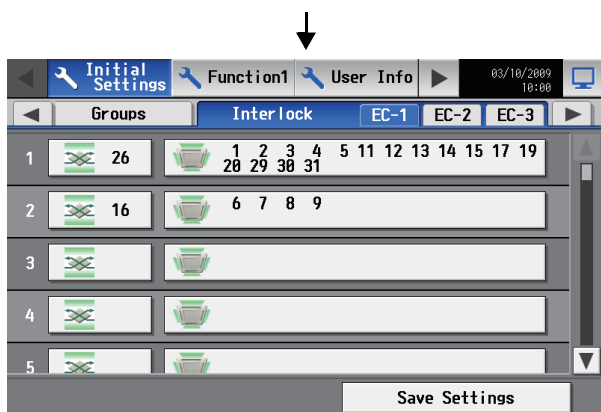 Initial Settings Function1 User Info 03/10/2009 10:00
Groups Interlock EC-1 EC-2 EC-3
1 26 1 2 3 4 5 11 12 13 14 15 17 19
20 29 30 31
2 16 6 7 8 9
3
4
5
Save Settings